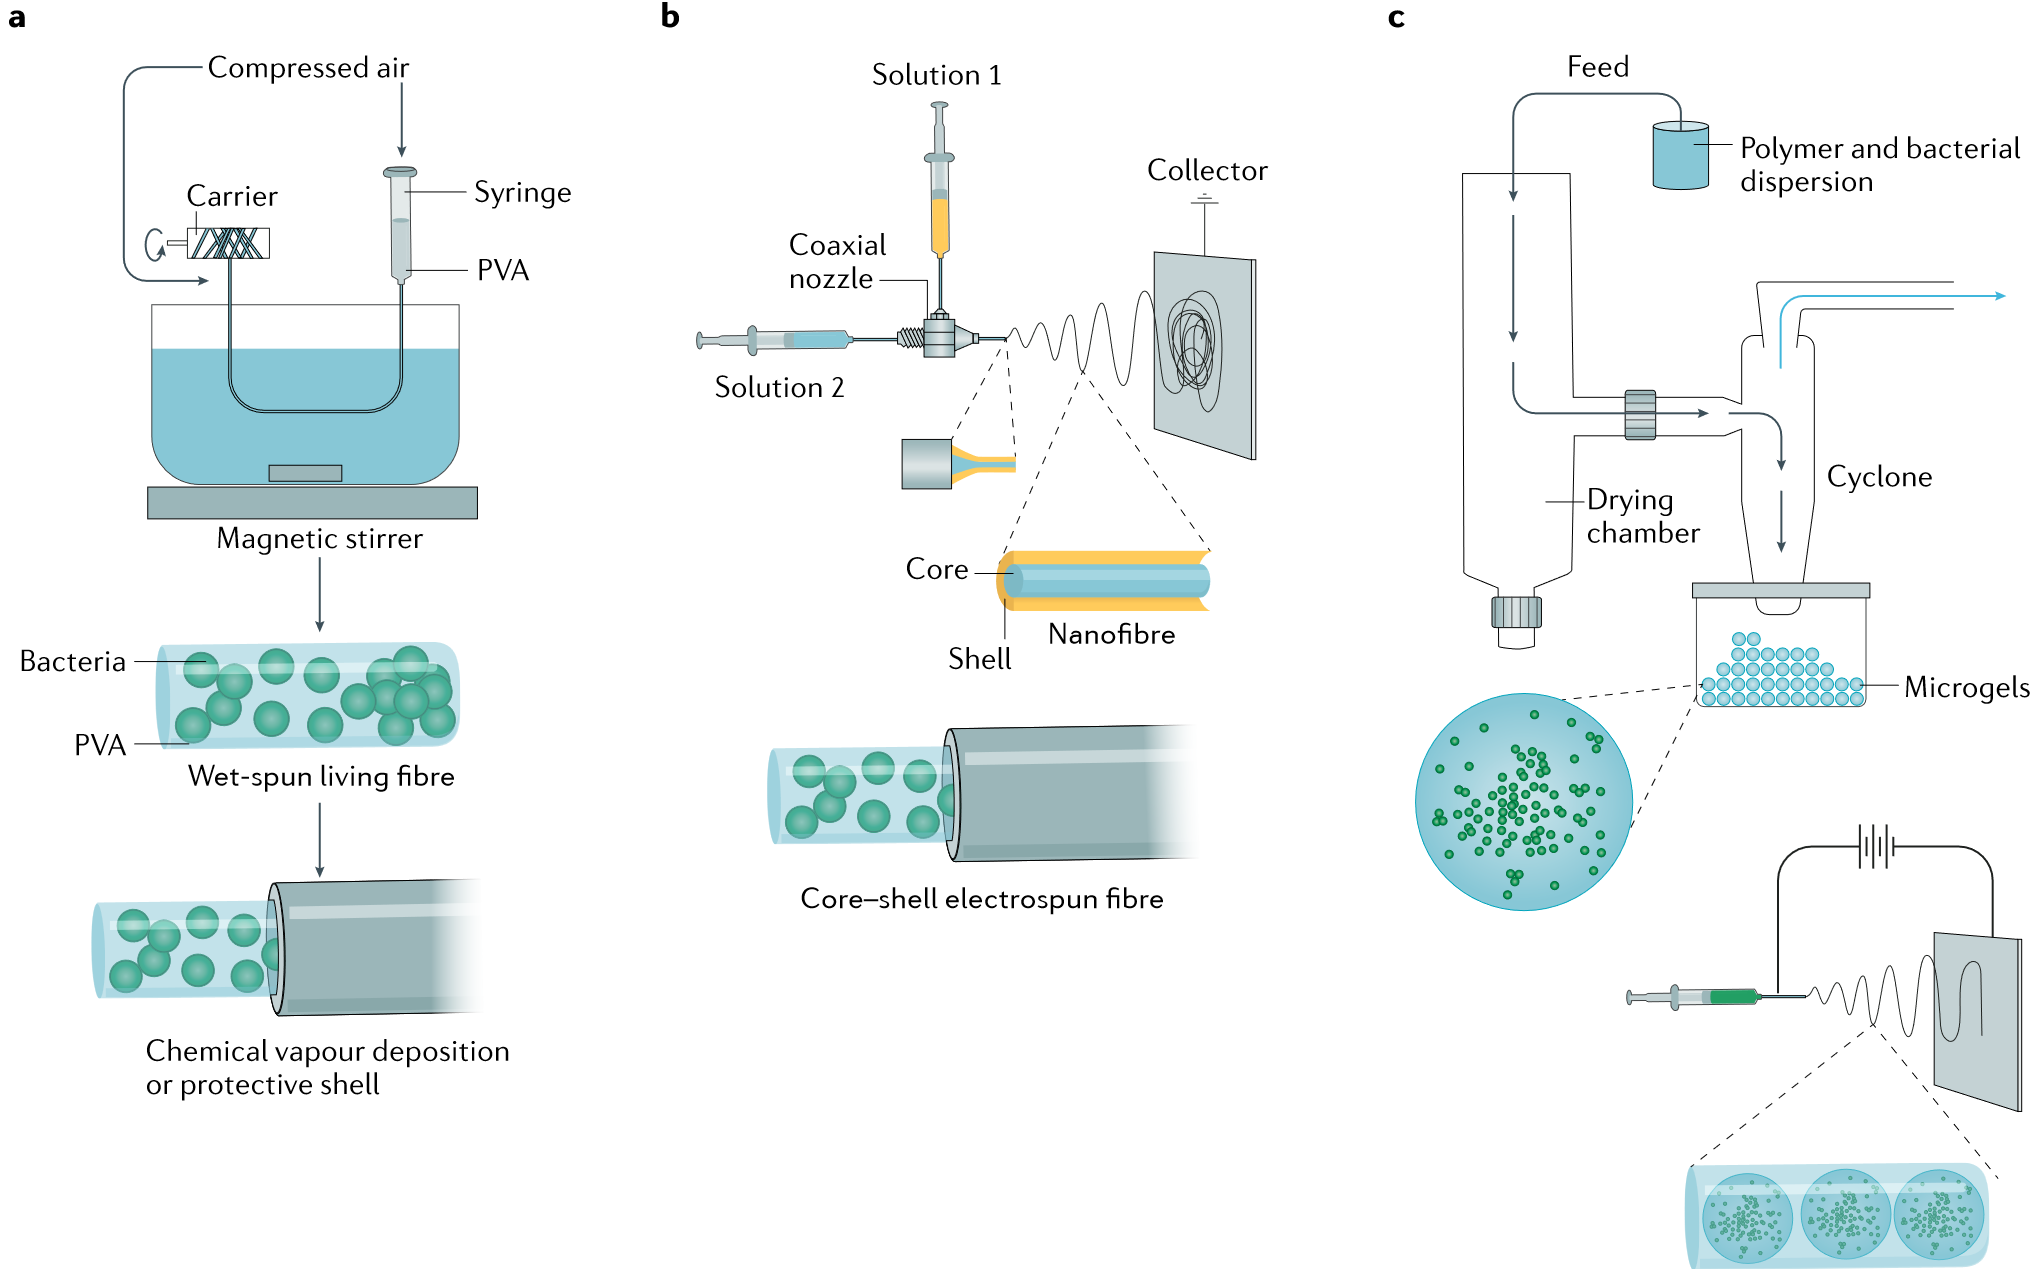 a
Compressed air
Carrier
Syringe
PVA
Magnetic stirrer
Bacteria
PVA
Wet-spun living fibre
Chemical vapour deposition
or protective shell
b
Solution 1
Collector
Coaxial
nozzle
Solution 2
Core
Nanofibre
Shell
Core–shell electrospun fibre
c
Feed
Polymer and bacterial
dispersion
Cyclone
Drying
chamber
Microgels